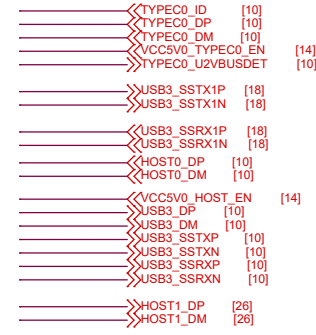 TYPEC0_ID [10]
TYPEC0_DP [10]
TYPEC0_DM [10]
VCC5V0_TYPEC0_EN [14]
TYPEC0_U2VBUSDET [10]
USB3_SSTX1P [18]
USB3_SSTX1N [18]
USB3_SSRX1P [18]
USB3_SSRX1N [18]
HOST0_DP [10]
HOST0_DM [10]
VCC5V0_HOST_EN [14]
USB3_DP [10]
USB3_DM [10]
USB3_SSTXP [10]
USB3_SSTXN [10]
USB3_SSRXP [10]
USB3_SSRXN [10]
HOST1_DP [26]
HOST1_DM [26]